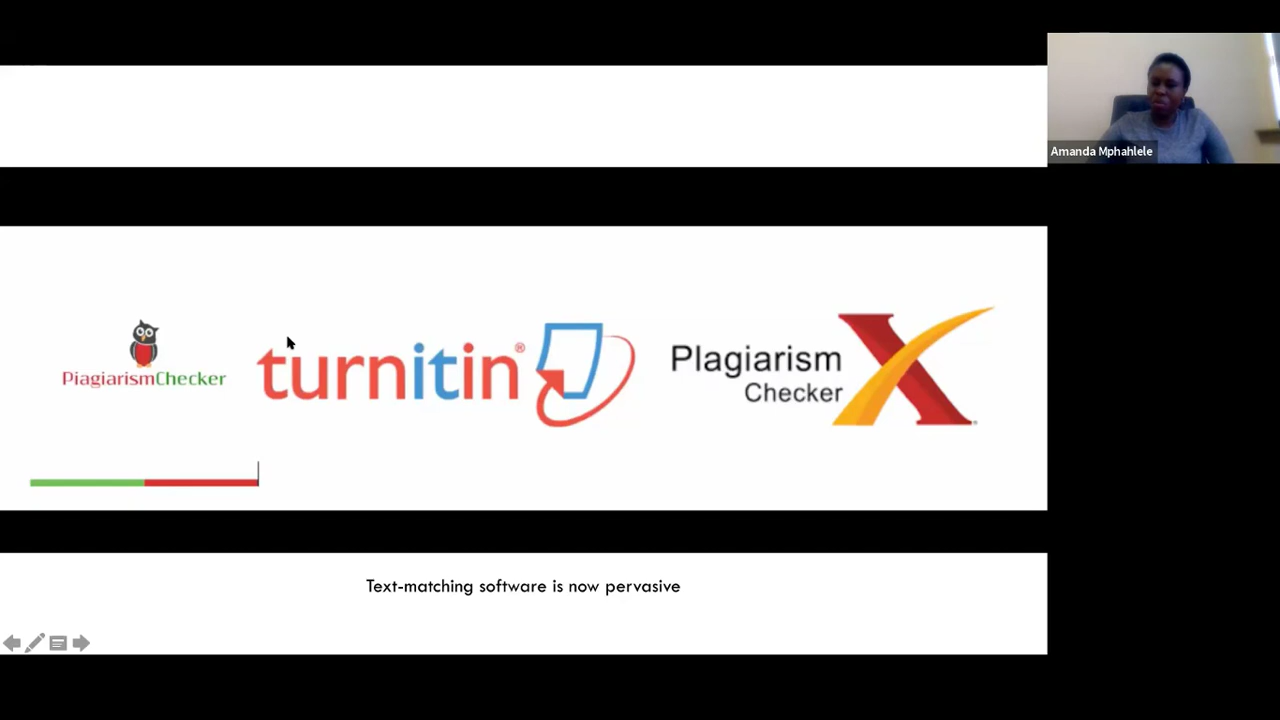 Amanda Mphahlele
PlagiarismChecker
turnitin®
Plagiarism
Checker
Text-matching software is now pervasive